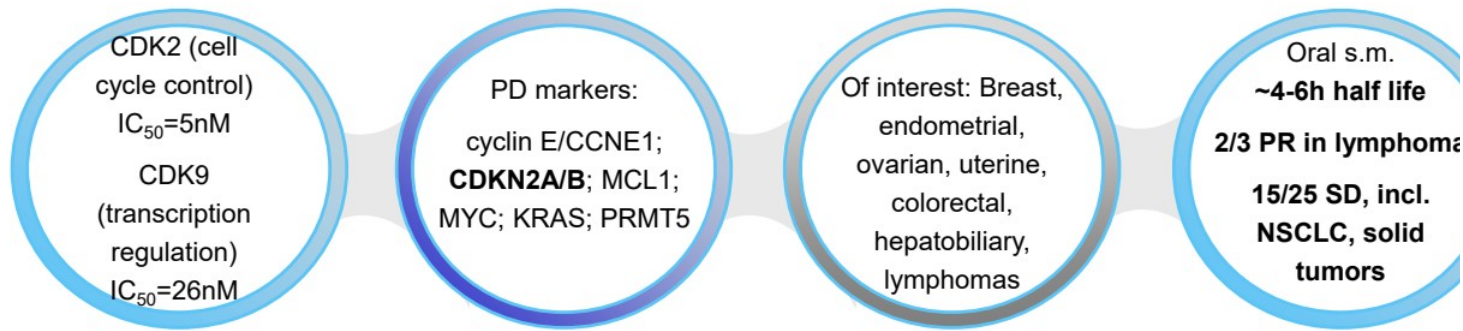 CDK2 (cell
cycle control)
IC₅₀=5nM
CDK9
(transcription
regulation)
IC₅₀=26nM
PD markers:
cyclin E/CCNE1;
CDKN2A/B; MCL1;
MYC; KRAS; PRMT5
Of interest: Breast,
endometrial,
ovarian, uterine,
colorectal,
hepatobiliary,
lymphomas
Oral s.m.
~4-6h half life
2/3 PR in lymphoma
15/25 SD, incl.
NSCLC, solid
tumors